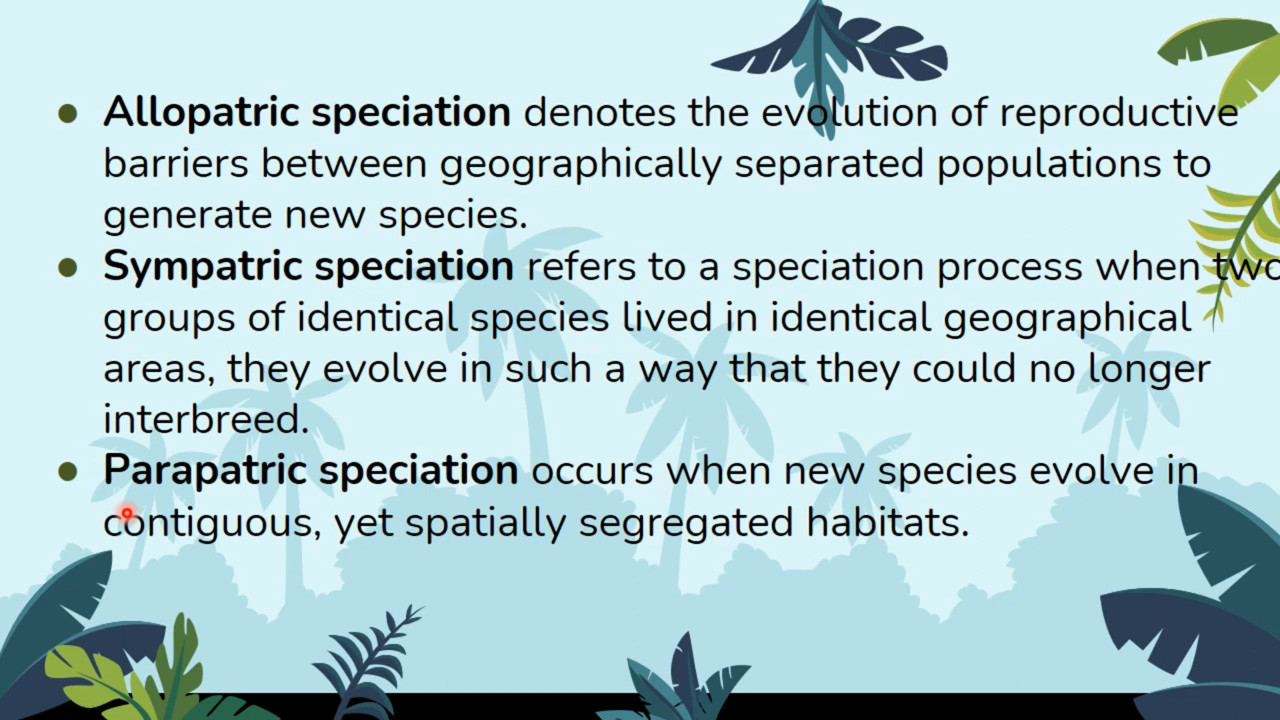 Allopatric speciation denotes the evolution of reproductive
barriers between geographically separated populations to
generate new species.
Sympatric speciation refers to a speciation process when two
groups of identical species lived in identical geographical
areas, they evolve in such a way that they could no longer
interbreed.
Parapatric speciation occurs when new species evolve in
contiguous, yet spatially segregated habitats.